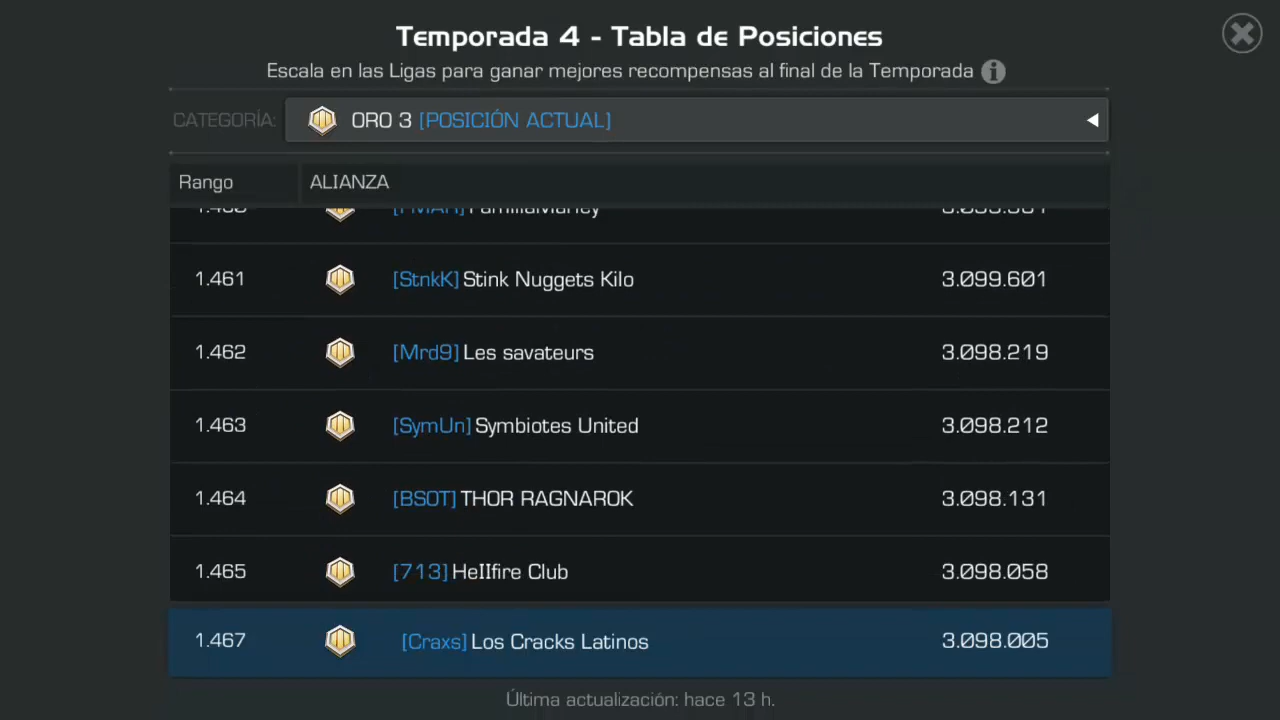 Temporada 4 - Tabla de Posiciones
Escala en las Ligas para ganar mejores recompensas al final de la Temporada
CATEGORÍA: ORO 3 [POSICIÓN ACTUAL]
Rango ALIANZA
1.461 [StnkK] Stink Nuggets Kilo 3.099.601
1.462 [Mrd9] Les savateurs 3.098.219
1.463 [SymUn] Symbiotes United 3.098.212
1.464 [BSOT] THOR RAGNAROK 3.098.131
1.465 [713] HeIIfire Club 3.098.058
1.467 [Craxs] Los Cracks Latinos 3.098.005
Última actualización: hace 13 h.